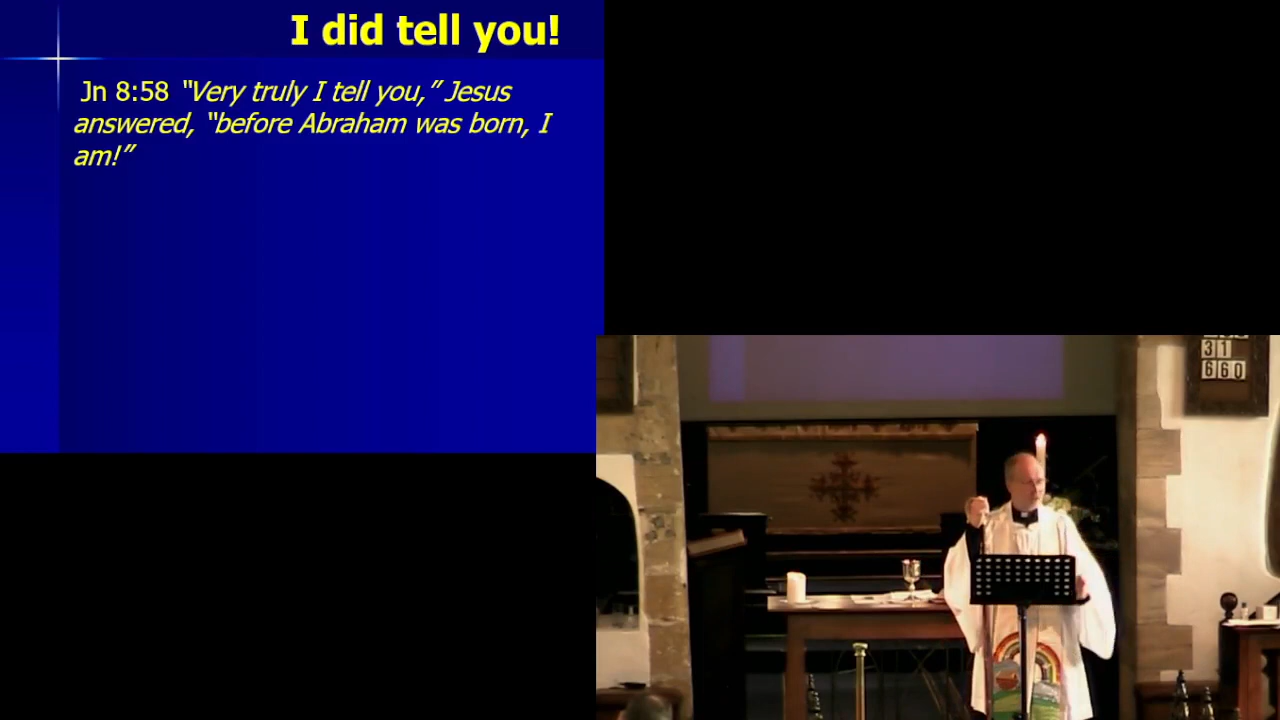 I did tell you!
Jn 8:58 “Very truly I tell you,” Jesus
answered, “before Abraham was born, I
am!”
31
660